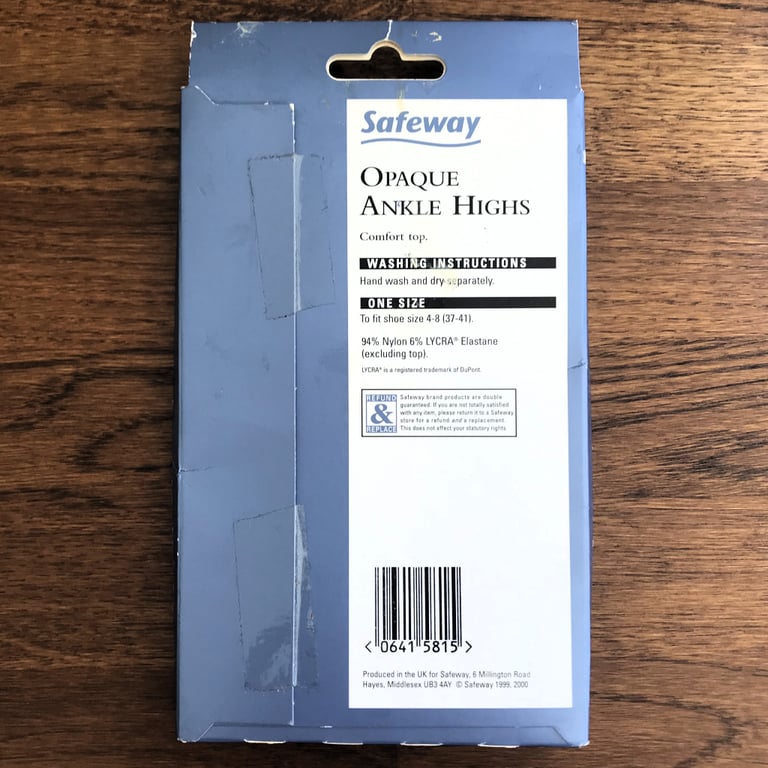 Safeway
OPAQUE
ANKLE HIGHS
Comfort top.
WASHING INSTRUCTIONS
Hand wash and dry separately.
ONE SIZE
To fit shoe size 4-8 (37-41).
94% Nylon 6% LYCRA® Elastane
(excluding top).
LYCRA® is a registered trademark of DuPont.
REFUND
&
REPLACE
Safeway brand products are double
guaranteed. If you are not totally satisfied
with any item, please return it to a Safeway
store for a refund and a replacement.
This does not affect your statutory rights
< 0641 5815 >
Produced in the UK for Safeway, 6 Millington Road
Hayes, Middlesex UB3 4AY © Safeway 1999, 2000